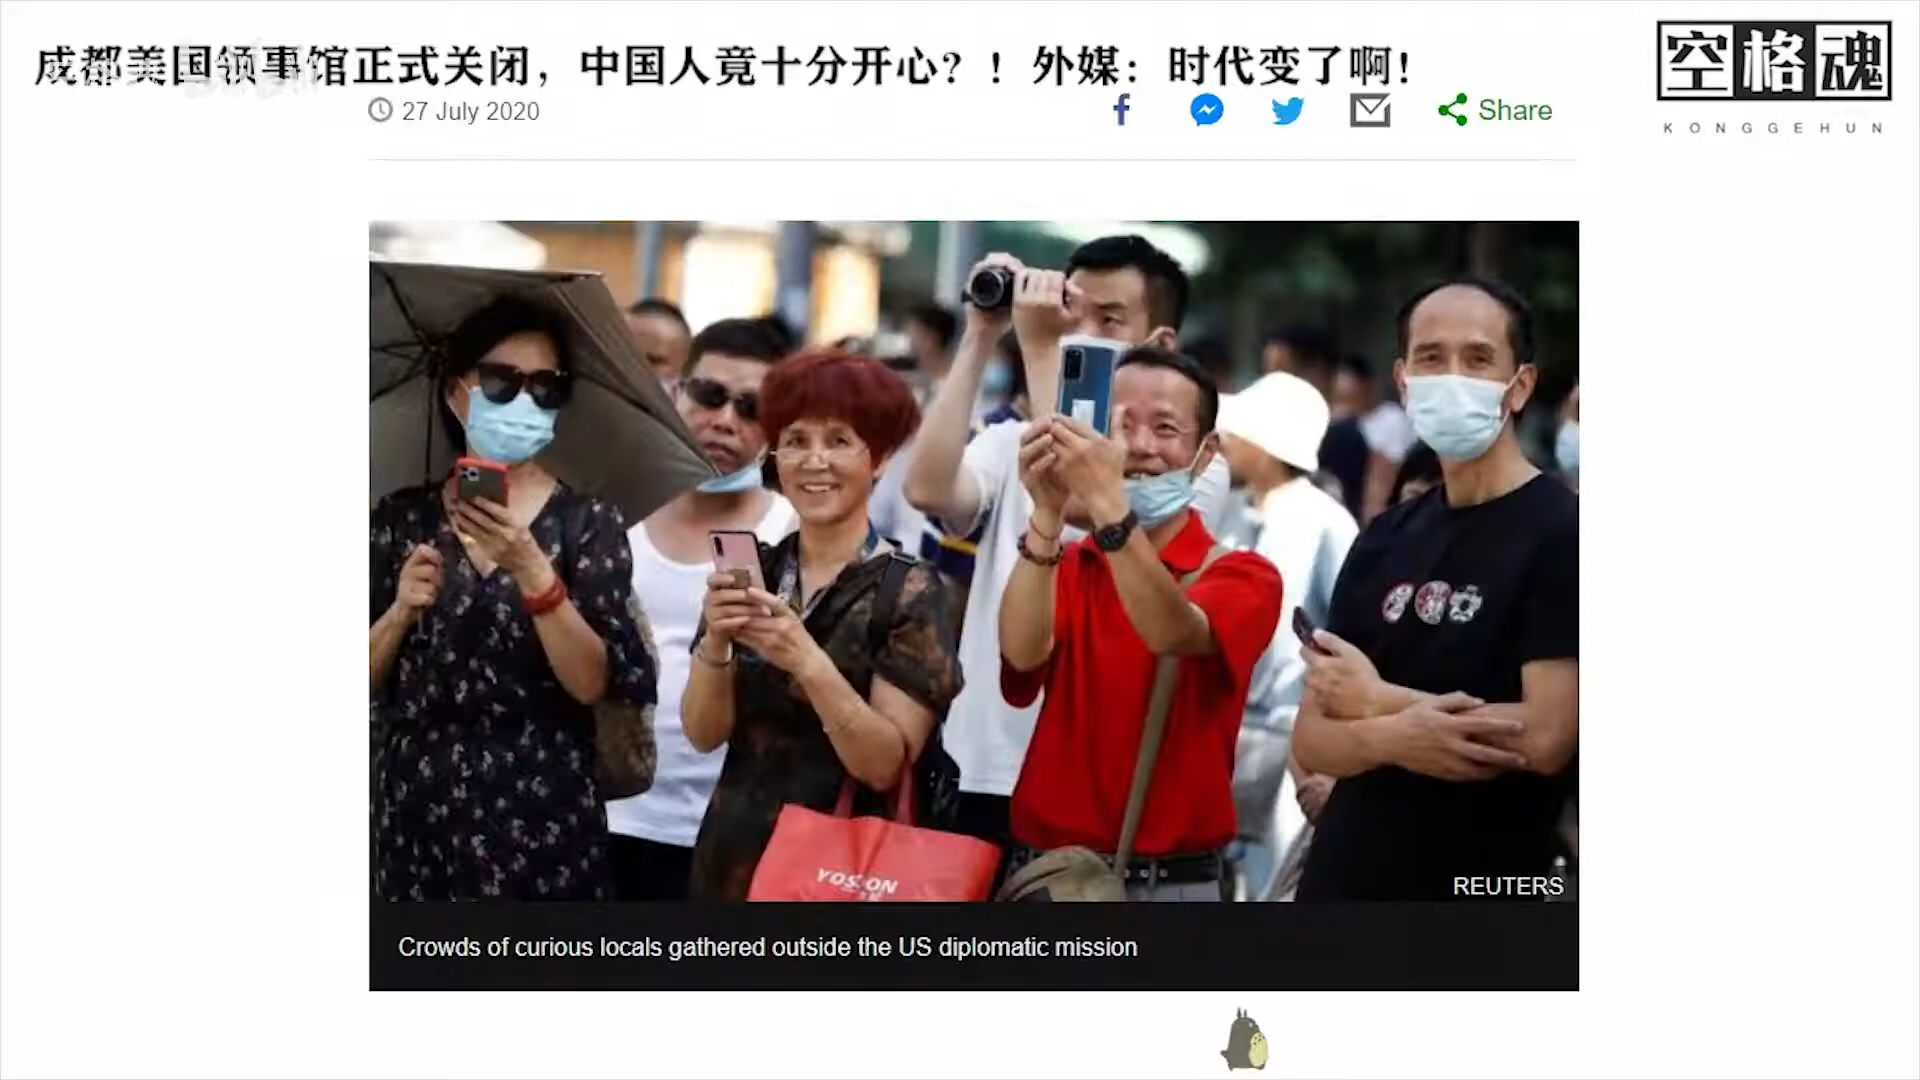 成都美国领事馆正式关闭，中国人竟十分开心？！外媒：时代变了啊！
空格魂
KONGGEHUN
27 July 2020
Share
YOSON
REUTERS
Crowds of curious locals gathered outside the US diplomatic mission